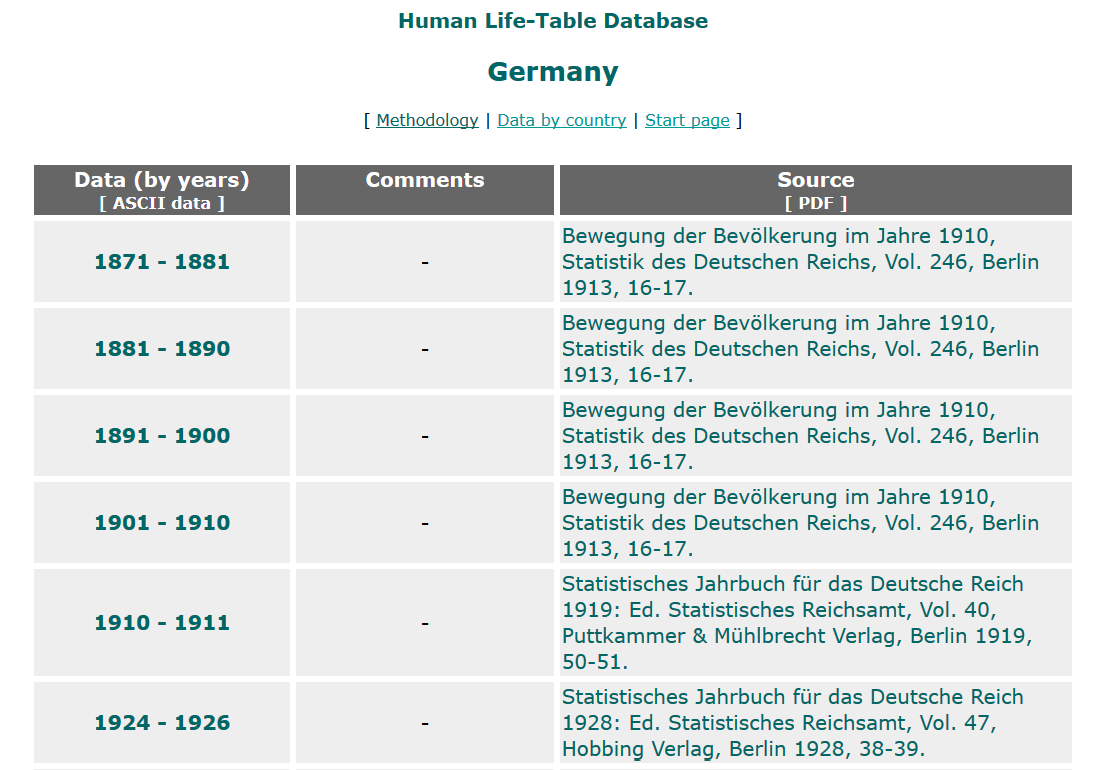 Human Life-Table Database
Germany
[ Methodology | Data by country | Start page ]
Data (by years)
[ ASCII data ]
Comments
Source
[ PDF ]
1871 - 1881
-
Bewegung der Bevölkerung im Jahre 1910,
Statistik des Deutschen Reichs, Vol. 246, Berlin
1913, 16-17.
1881 - 1890
-
Bewegung der Bevölkerung im Jahre 1910,
Statistik des Deutschen Reichs, Vol. 246, Berlin
1913, 16-17.
1891 - 1900
-
Bewegung der Bevölkerung im Jahre 1910,
Statistik des Deutschen Reichs, Vol. 246, Berlin
1913, 16-17.
1901 - 1910
-
Bewegung der Bevölkerung im Jahre 1910,
Statistik des Deutschen Reichs, Vol. 246, Berlin
1913, 16-17.
1910 - 1911
-
Statistisches Jahrbuch für das Deutsche Reich
1919: Ed. Statistisches Reichsamt, Vol. 40,
Puttkammer & Mühlbrecht Verlag, Berlin 1919,
50-51.
1924 - 1926
-
Statistisches Jahrbuch für das Deutsche Reich
1928: Ed. Statistisches Reichsamt, Vol. 47,
Hobbing Verlag, Berlin 1928, 38-39.